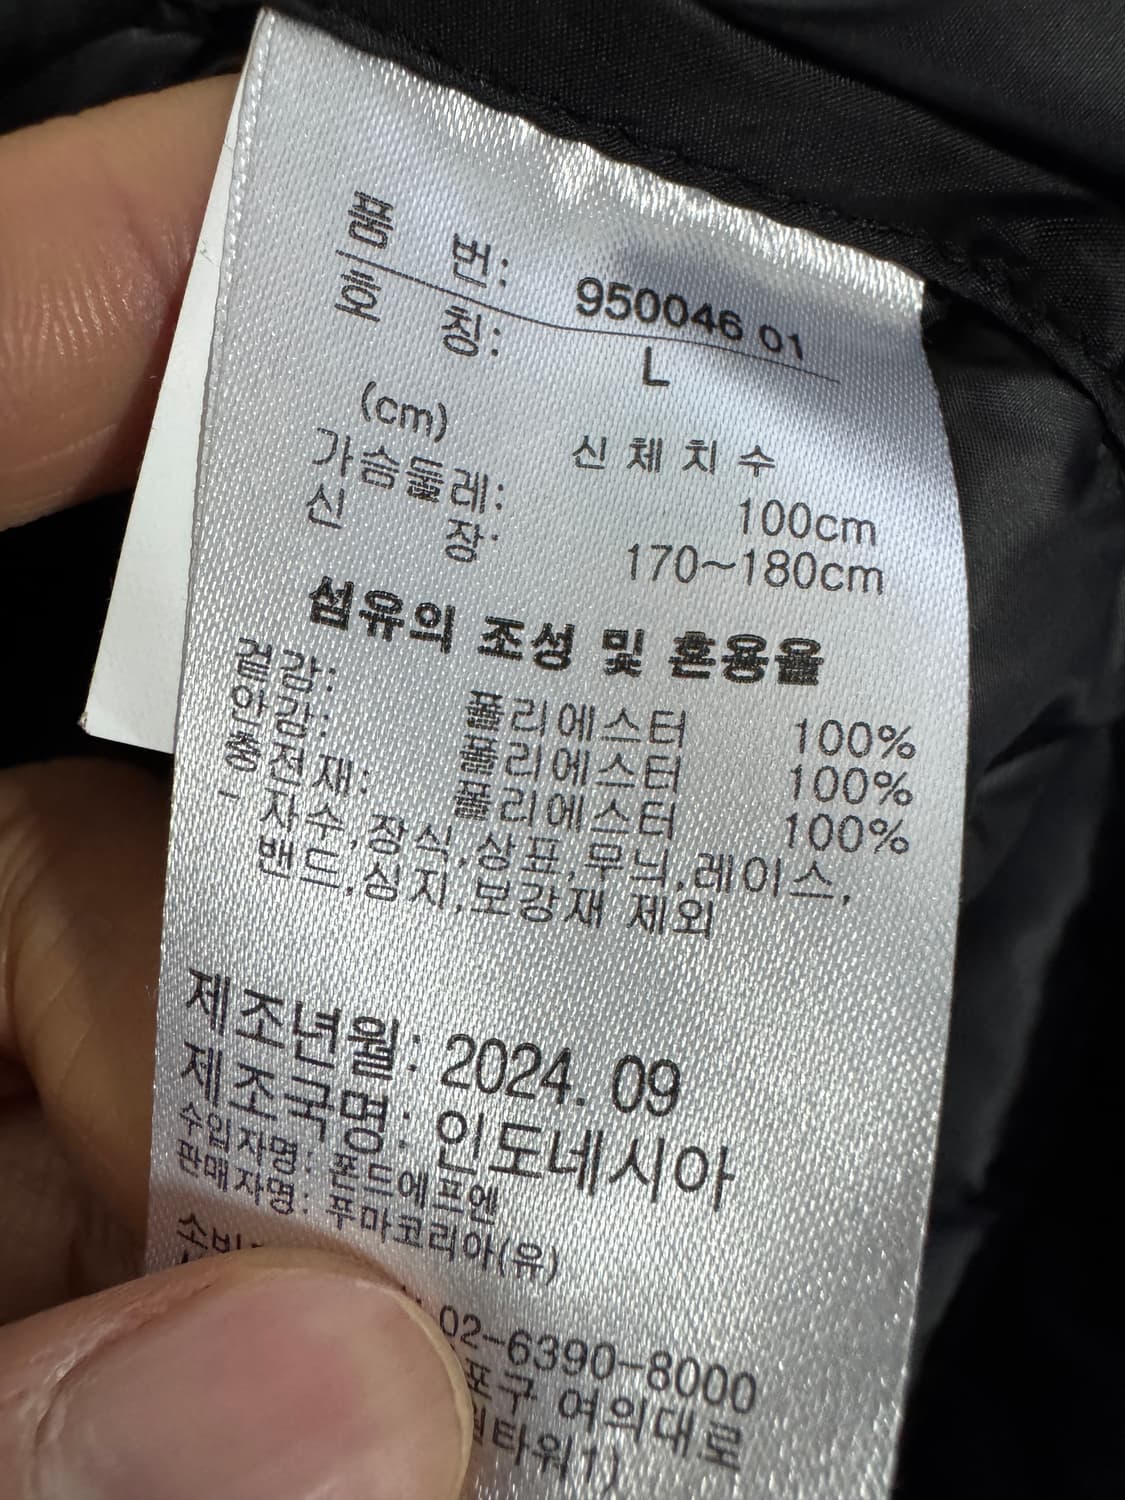 품 번: 950046 01
호 칭: L
(cm) 신체치수
가슴둘레: 100cm
신 장: 170~180cm
섬유의 조성 및 혼용율
겉감: 폴리에스터 100%
안감: 폴리에스터 100%
충전재: 폴리에스터 100%
- 자수,장식,상표,무늬,레이스,
밴드,심지,보강재 제외
제조년월: 2024. 09
제조국명: 인도네시아
수입자명: 폰드에프엔
판매자명: 푸마코리아(유)
02-6390-8000
포구 여의대로
타워1)